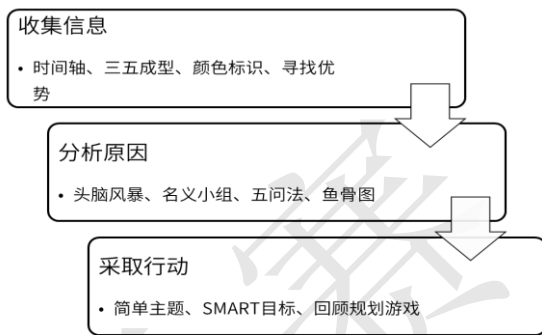 收集信息
• 时间轴、三五成型、颜色标识、寻找优
势
分析原因
• 头脑风暴、名义小组、五问法、鱼骨图
采取行动
• 简单主题、SMART目标、回顾规划游戏